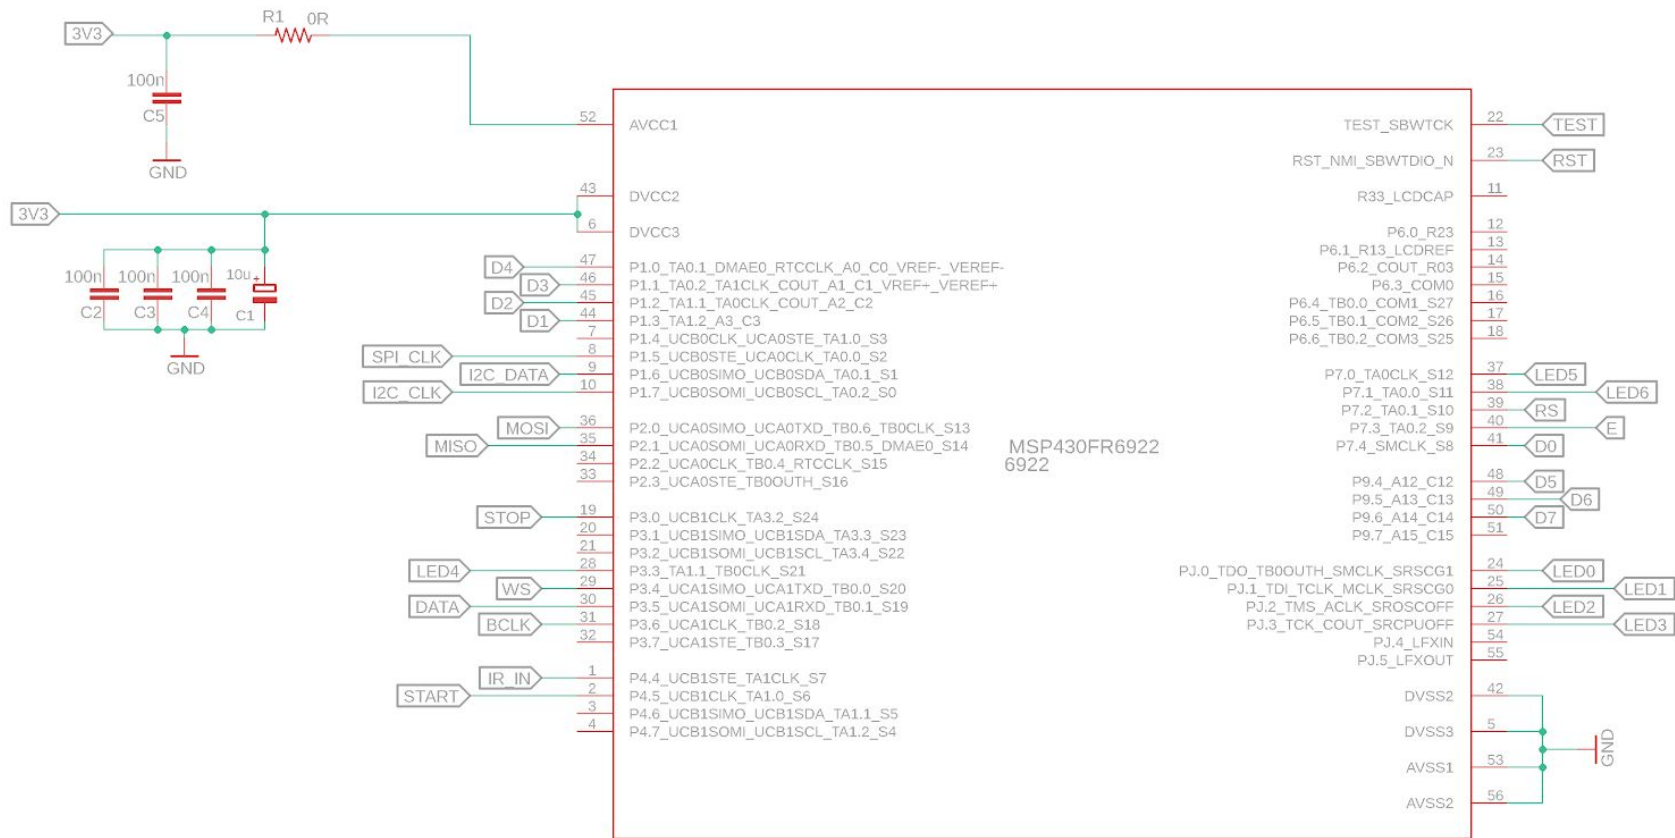 R1 0R
3V3
100n
C5
GND
52 AVCC1
43 DVCC2
3V3
6 DVCC3
100n 100n 100n 10u +
C2 C3 C4 C1
GND
D4 47 P1.0_TA0.1_DMAE0_RTCCLK_A0_C0_VREF-_VEREF-
D3 46 P1.1_TA0.2_TA1CLK_COUT_A1_C1_VREF+_VEREF+
D2 45 P1.2_TA1.1_TA0CLK_COUT_A2_C2
D1 44 P1.3_TA1.2_A3_C3
7 P1.4_UCB0CLK_UCA0STE_TA1.0_S3
SPI_CLK 8 P1.5_UCB0STE_UCA0CLK_TA0.0_S2
I2C_DATA 9 P1.6_UCB0SIMO_UCB0SDA_TA0.1_S1
I2C_CLK 10 P1.7_UCB0SOMI_UCB0SCL_TA0.2_S0
MOSI 36 P2.0_UCA0SIMO_UCA0TXD_TB0.6_TB0CLK_S13
MISO 35 P2.1_UCA0SOMI_UCA0RXD_TB0.5_DMAE0_S14
34 P2.2_UCA0CLK_TB0.4_RTCCLK_S15
33 P2.3_UCA0STE_TB0OUTH_S16
STOP 19 P3.0_UCB1CLK_TA3.2_S24
20 P3.1_UCB1SIMO_UCB1SDA_TA3.3_S23
21 P3.2_UCB1SOMI_UCB1SCL_TA3.4_S22
LED4 28 P3.3_TA1.1_TB0CLK_S21
WS 29 P3.4_UCA1SIMO_UCA1TXD_TB0.0_S20
DATA 30 P3.5_UCA1SOMI_UCA1RXD_TB0.1_S19
BCLK 31 P3.6_UCA1CLK_TB0.2_S18
32 P3.7_UCA1STE_TB0.3_S17
IR_IN 1 P4.4_UCB1STE_TA1CLK_S7
START 2 P4.5_UCB1CLK_TA1.0_S6
3 P4.6_UCB1SIMO_UCB1SDA_TA1.1_S5
4 P4.7_UCB1SOMI_UCB1SCL_TA1.2_S4
MSP430FR6922
6922
TEST_SBWTCK 22 TEST
RST_NMI_SBWTDIO_N 23 RST
R33_LCDCAP 11
P6.0_R23 12
P6.1_R13_LCDREF 13
P6.2_COUT_R03 14
P6.3_COM0 15
P6.4_TB0.0_COM1_S27 16
P6.5_TB0.1_COM2_S26 17
P6.6_TB0.2_COM3_S25 18
P7.0_TA0CLK_S12 37 LED5
P7.1_TA0.0_S11 38 LED6
P7.2_TA0.1_S10 39 RS
P7.3_TA0.2_S9 40 E
P7.4_SMCLK_S8 41 D0
P9.4_A12_C12 48 D5
P9.5_A13_C13 49 D6
P9.6_A14_C14 50 D7
P9.7_A15_C15 51
PJ.0_TDO_TB0OUTH_SMCLK_SRSCG1 24 LED0
PJ.1_TDI_TCLK_MCLK_SRSCG0 25 LED1
PJ.2_TMS_ACLK_SROSCOFF 26 LED2
PJ.3_TCK_COUT_SRCPUOFF 27 LED3
PJ.4_LFXIN 54
PJ.5_LFXOUT 55
DVSS2 42
DVSS3 5
AVSS1 53
AVSS2 56
GND